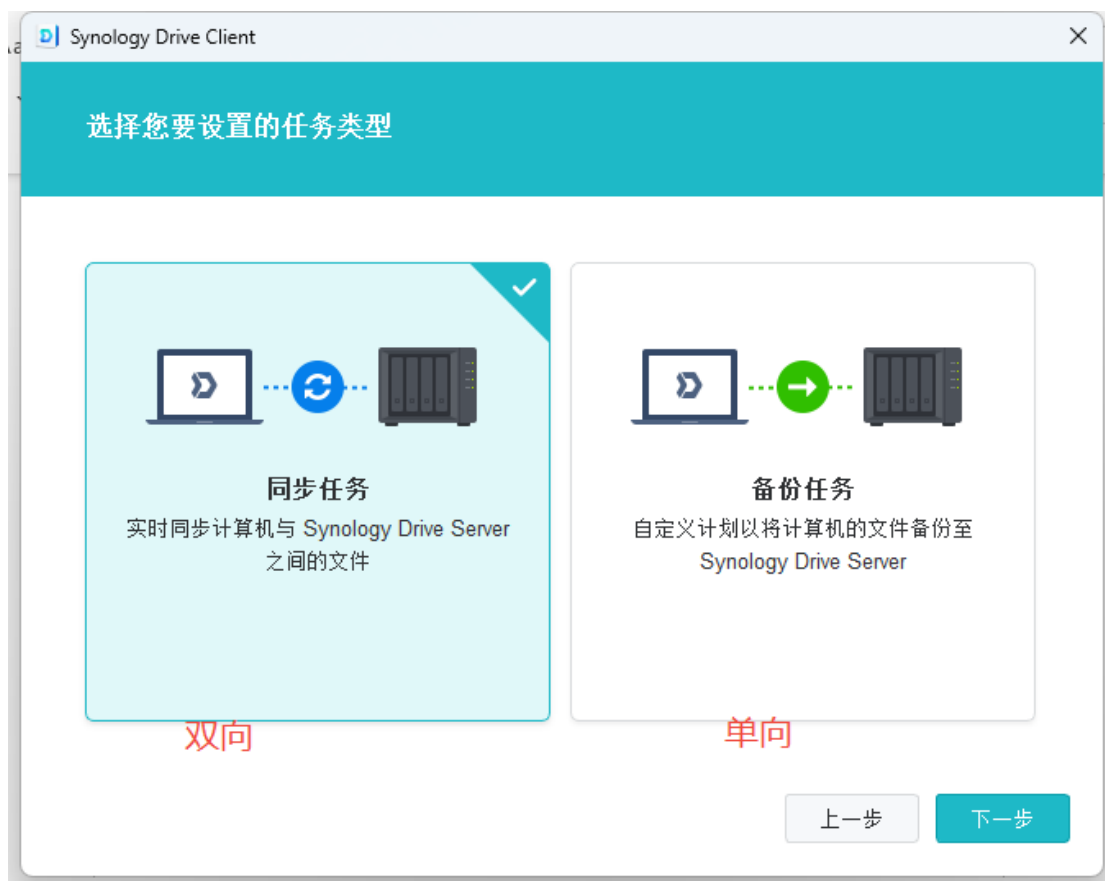 Synology Drive Client
选择您要设置的任务类型
同步任务
实时同步计算机与 Synology Drive Server
之间的文件
备份任务
自定义计划以将计算机的文件备份至
Synology Drive Server
双向
单向
上一步
下一步